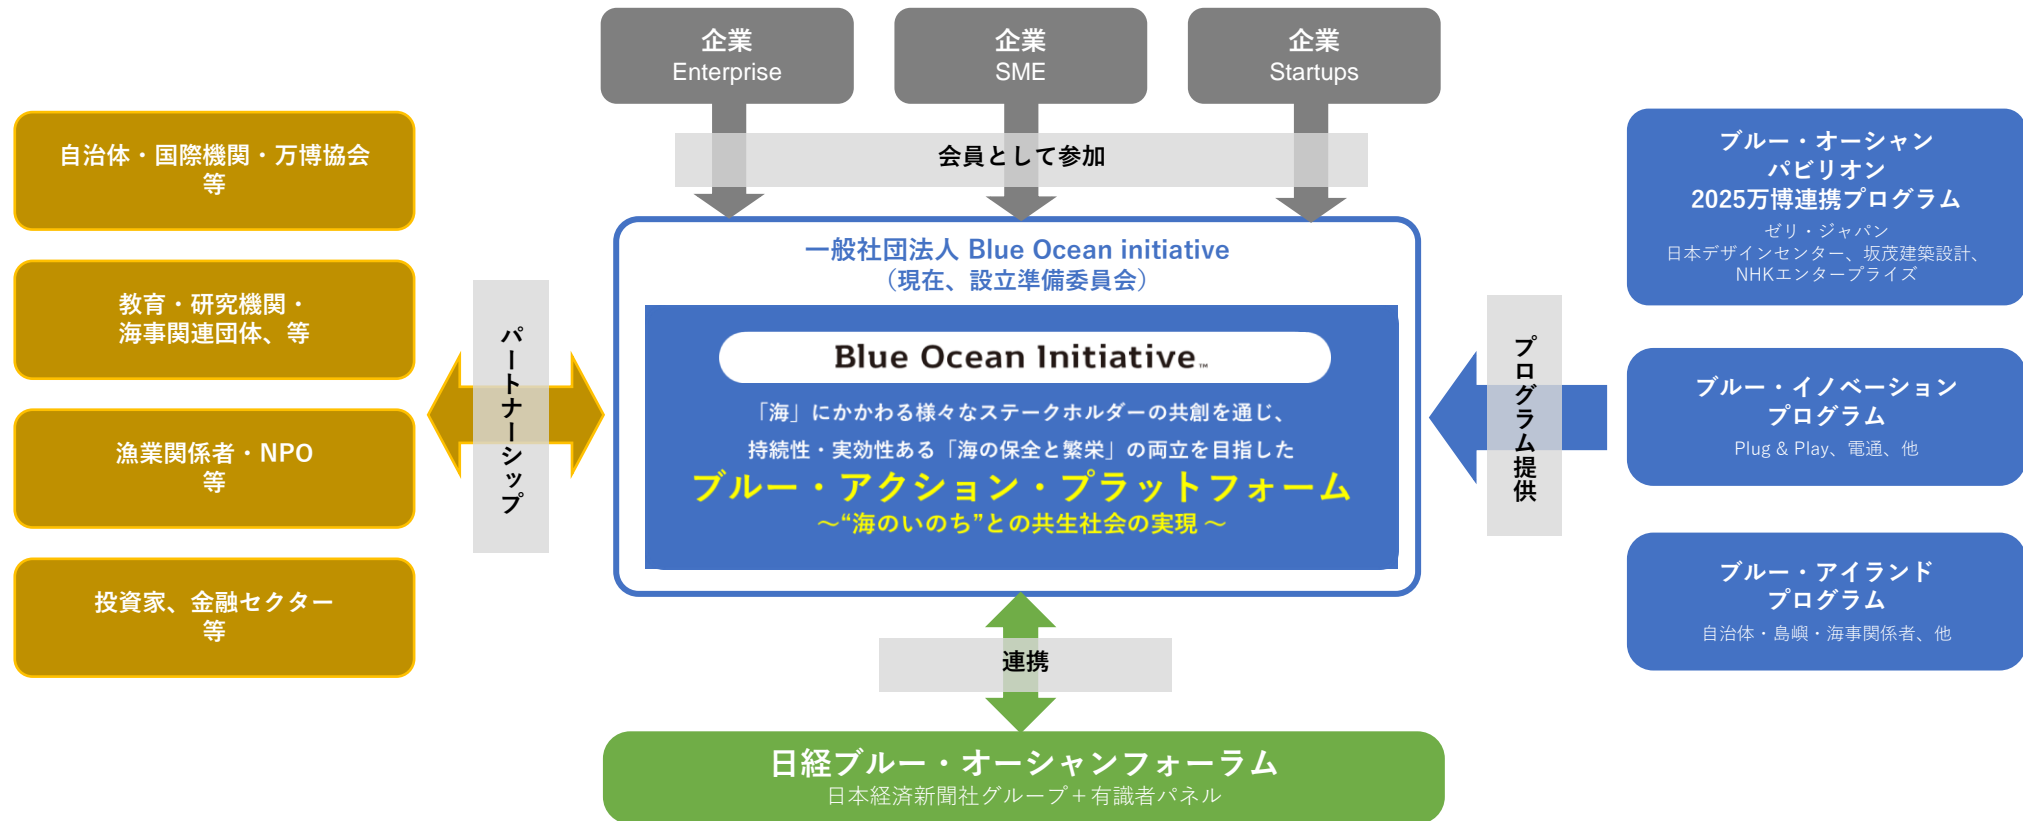 企業
Enterprise
企業
SME
企業
Startups
会員として参加
自治体・国際機関・万博協会
等
教育・研究機関・
海事関連団体、等
漁業関係者・NPO
等
投資家、金融セクター
等
パートナーシップ
一般社団法人 Blue Ocean initiative
（現在、設立準備委員会）
Blue Ocean Initiative™
「海」にかかわる様々なステークホルダーの共創を通じ、
持続性・実効性ある「海の保全と繁栄」の両立を目指した
ブルー・アクション・プラットフォーム
～“海のいのち”との共生社会の実現 ～
プログラム提供
ブルー・オーシャン
パビリオン
2025万博連携プログラム
ゼリ・ジャパン
日本デザインセンター、坂茂建築設計、
NHKエンタープライズ
ブルー・イノベーション
プログラム
Plug & Play、電通、他
ブルー・アイランド
プログラム
自治体・島嶼・海事関係者、他
連携
日経ブルー・オーシャンフォーラム
日本経済新聞社グループ＋有識者パネル